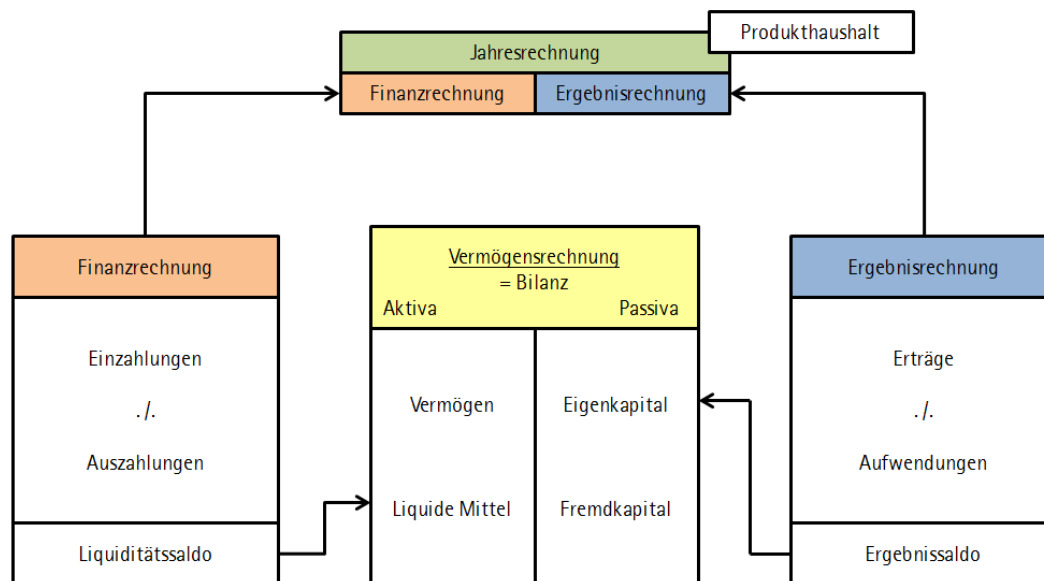 Produkthaushalt
Jahresrechnung
Finanzrechnung
Ergebnisrechnung
Finanzrechnung
Einzahlungen
./.
Auszahlungen
Liquiditätssaldo
Vermögensrechnung
= Bilanz
Aktiva
Passiva
Vermögen
Eigenkapital
Liquide Mittel
Fremdkapital
Ergebnisrechnung
Erträge
./.
Aufwendungen
Ergebnissaldo